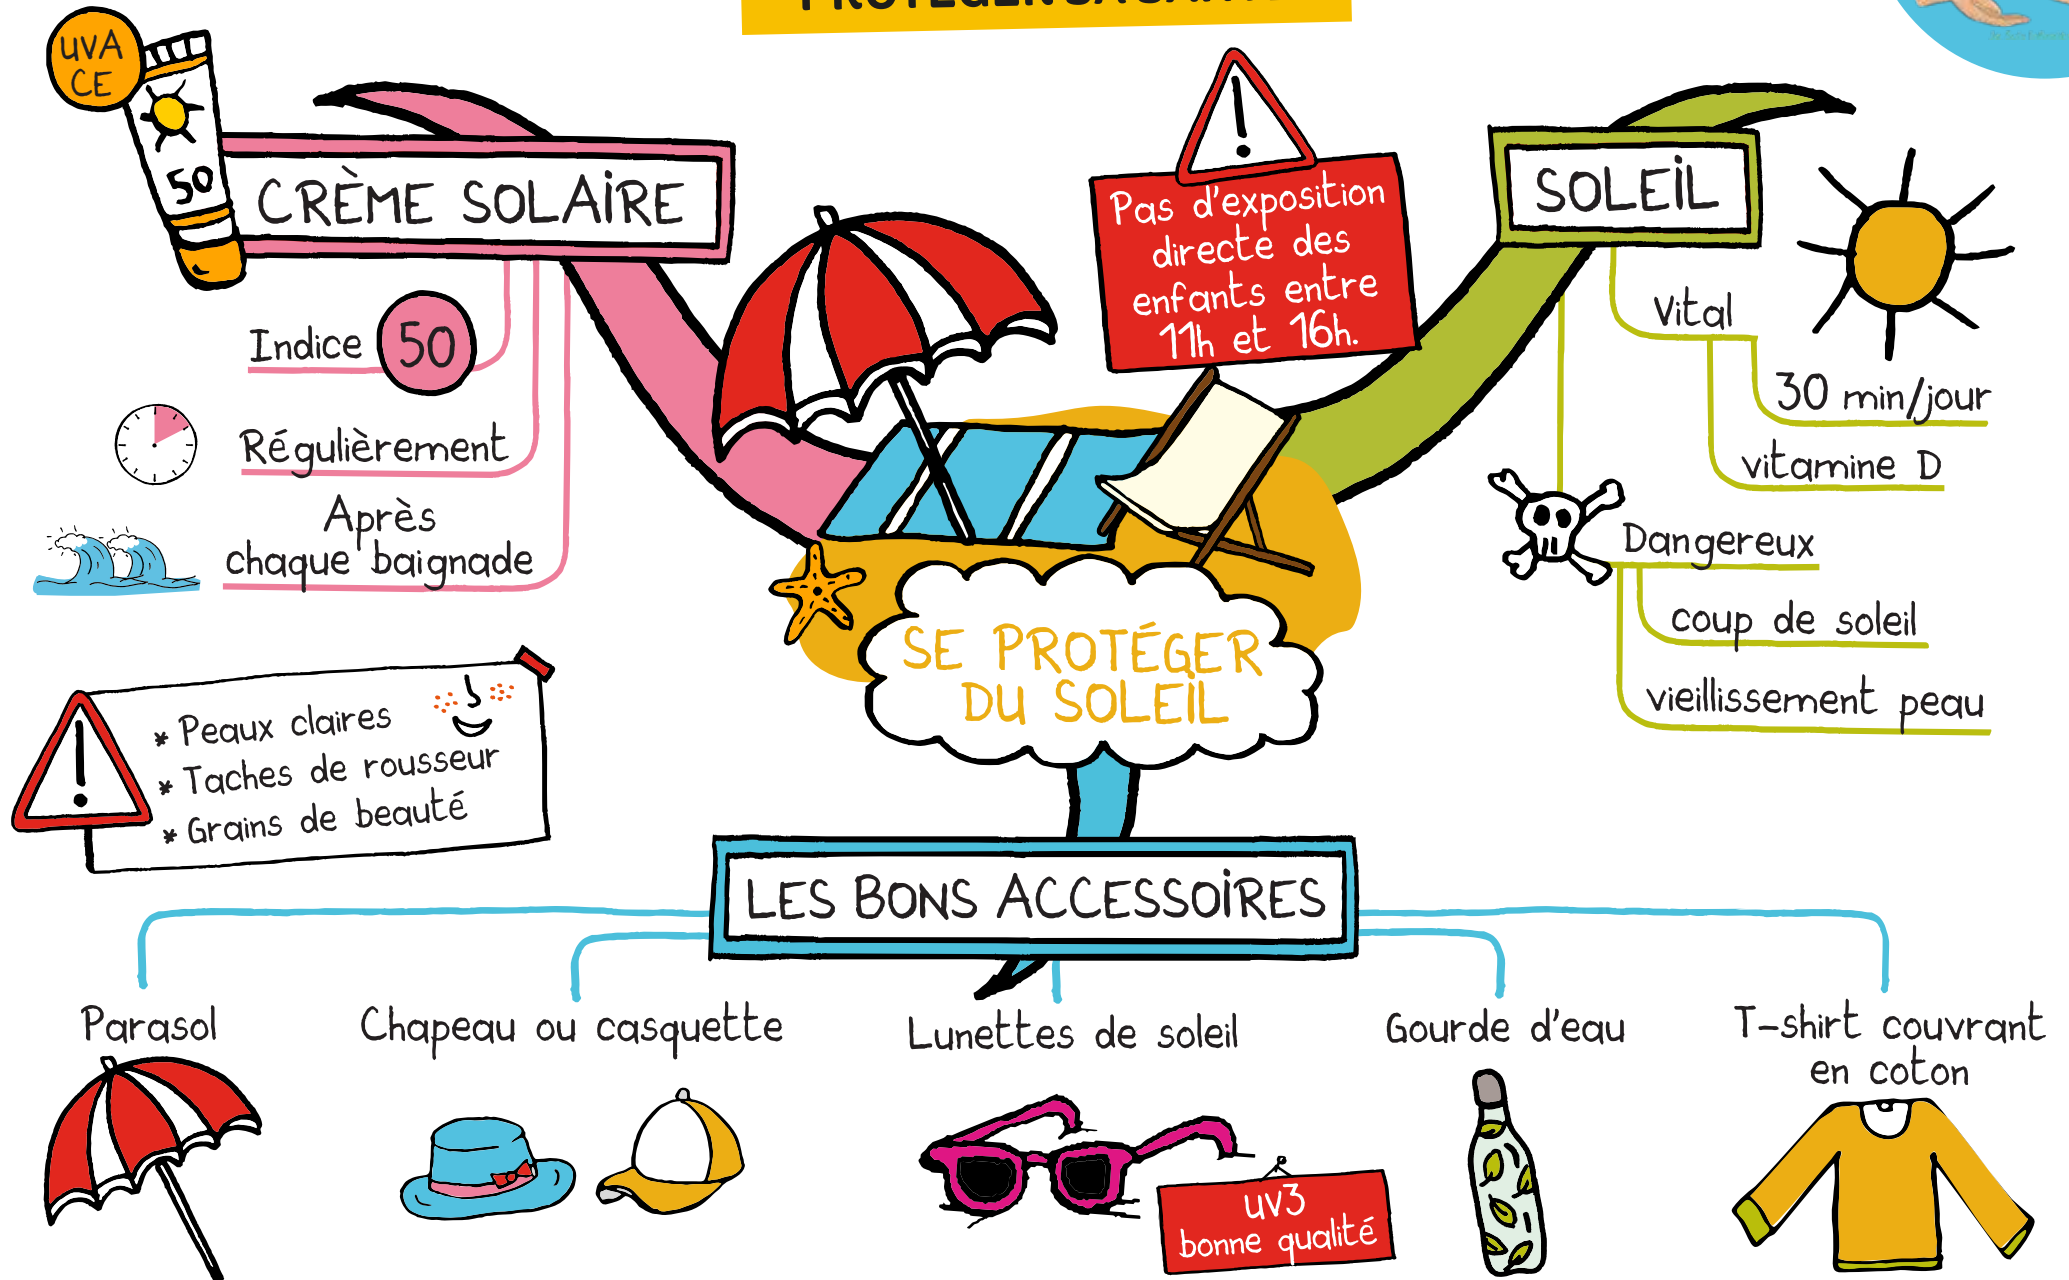 UVA
CE
50
CRÈME SOLAIRE
Indice 50
Régulièrement
Après
chaque baignade
Pas d'exposition
directe des
enfants entre
11h et 16h.
SOLEIL
Vital
30 min/jour
vitamine D
Dangereux
coup de soleil
vieillissement peau
SE PROTÉGER
DU SOLEIL
* Peaux claires
* Taches de rousseur
* Grains de beauté
LES BONS ACCESSOIRES
Parasol
Chapeau ou casquette
Lunettes de soleil
uv3
bonne qualité
Gourde d'eau
T-shirt couvrant
en coton